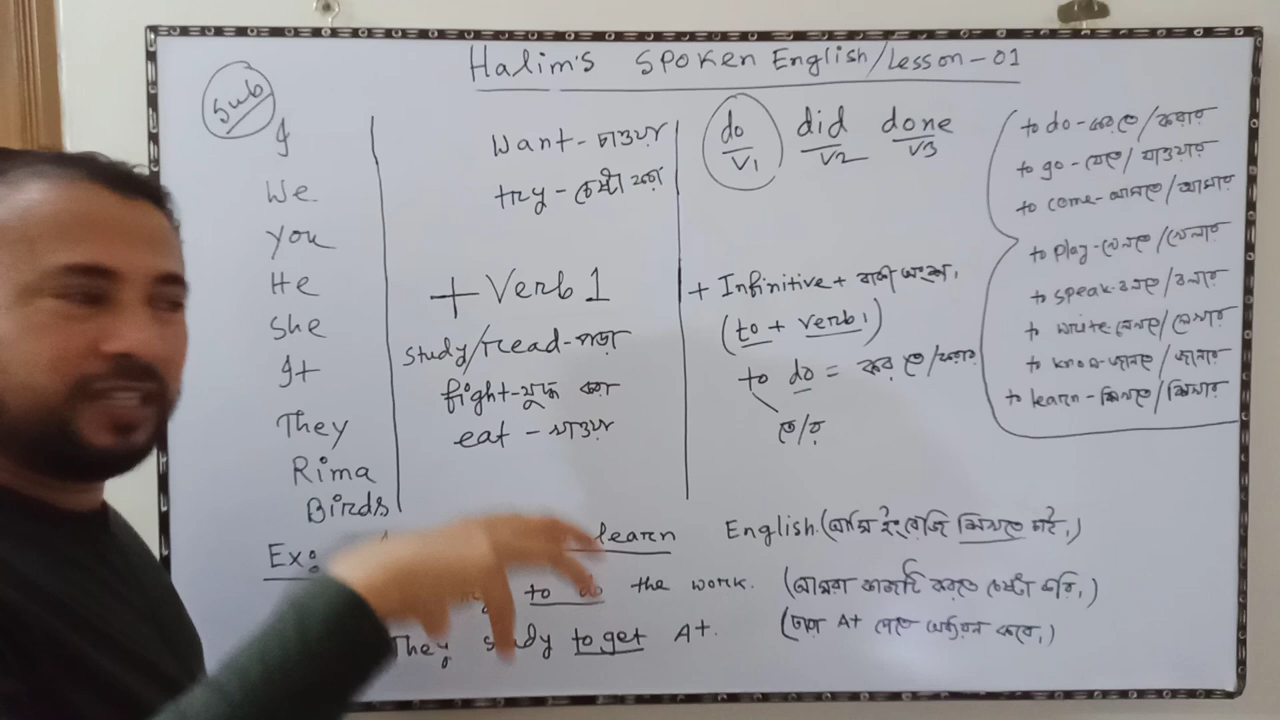 Halim's Spoken English/Lesson-01
Sub
I
We
You
He
She
It
They
Rima
Birds
Want - চাওয়া
try - চেষ্টা করা
+ Verb 1
study/read - পড়া
fight - যুদ্ধ করা
eat - খাওয়া
do did done
V1 V2 V3
+ Infinitive + বাকী অংশ।
(to + verb1)
to do = করতে/করার
তে/র
to do - করতে/করার
to go - যেতে/যাওয়ার
to come - আসতে/আসার
to play - খেলতে/খেলার
to speak - বলতে/বলার
to write - লেখতে/লেখার
to know - জানতে/জানার
to learn - শিখতে/শিখার
Ex: learn English. (আমি ইংরেজি শিখতে চাই।)
to do the work. (আমরা কাজটি করতে চেষ্টা করি।)
They study to get A+. (তারা A+ পেতে অধ্যয়ন করে।)